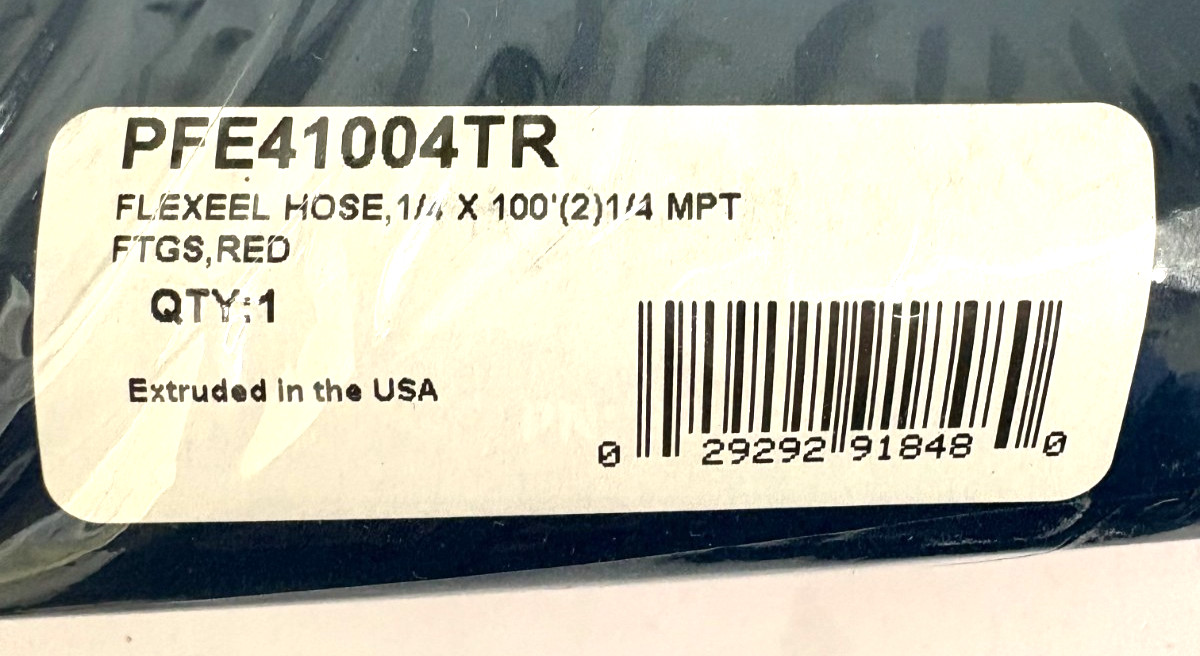 PFE41004TR
FLEXEEL HOSE,1/4 X 100'(2)1/4 MPT
FTGS,RED
QTY:1
Extruded in the USA
0 29292 91848 0